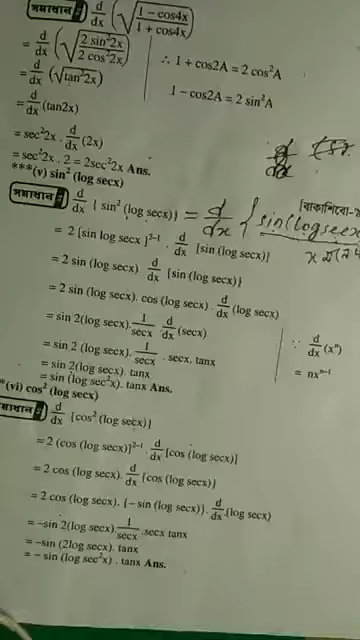 সমাধান : d/dx (√((1 − cos4x)/(1 + cos4x)))
= d/dx (√(2 sin²2x / 2 cos²2x))
∴ 1 + cos2A = 2 cos²A
= d/dx (√tan²2x)
1 − cos2A = 2 sin²A
= d/dx (tan2x)
= sec²2x . d/dx (2x)
= sec²2x . 2 = 2sec²2x Ans.
d/dx
***(v) sin² (log secx)
সমাধান : d/dx { sin² (log secx)} = d/dx { sin(log secx
= 2 [sin log secx ]²⁻¹ . d/dx {sin (log secx)]
= 2 sin (log secx) d/dx {sin (log secx)}
= 2 sin (log secx). cos (log secx) . d/dx (log secx)
= sin 2(log secx). 1/secx . d/dx (secx)
∵ d/dx (xⁿ)
= sin 2 (log secx). 1/secx . secx. tanx
= nxⁿ⁻¹
= sin 2(log secx). tanx
= sin (log sec²x). tanx Ans.
*(vi) cos² (log secx)
সমাধান : d/dx {cos² (log secx)}
= 2 (cos (log secx)]²⁻¹ . d/dx [cos (log secx)]
= 2 cos (log secx). d/dx {cos (log secx)}
= 2 cos (log secx). {− sin (log secx)}. d/dx (log secx)
= −sin 2(log secx). 1/secx . secx tanx
= −sin (2log secx). tanx
= − sin (log sec²x) . tanx Ans.